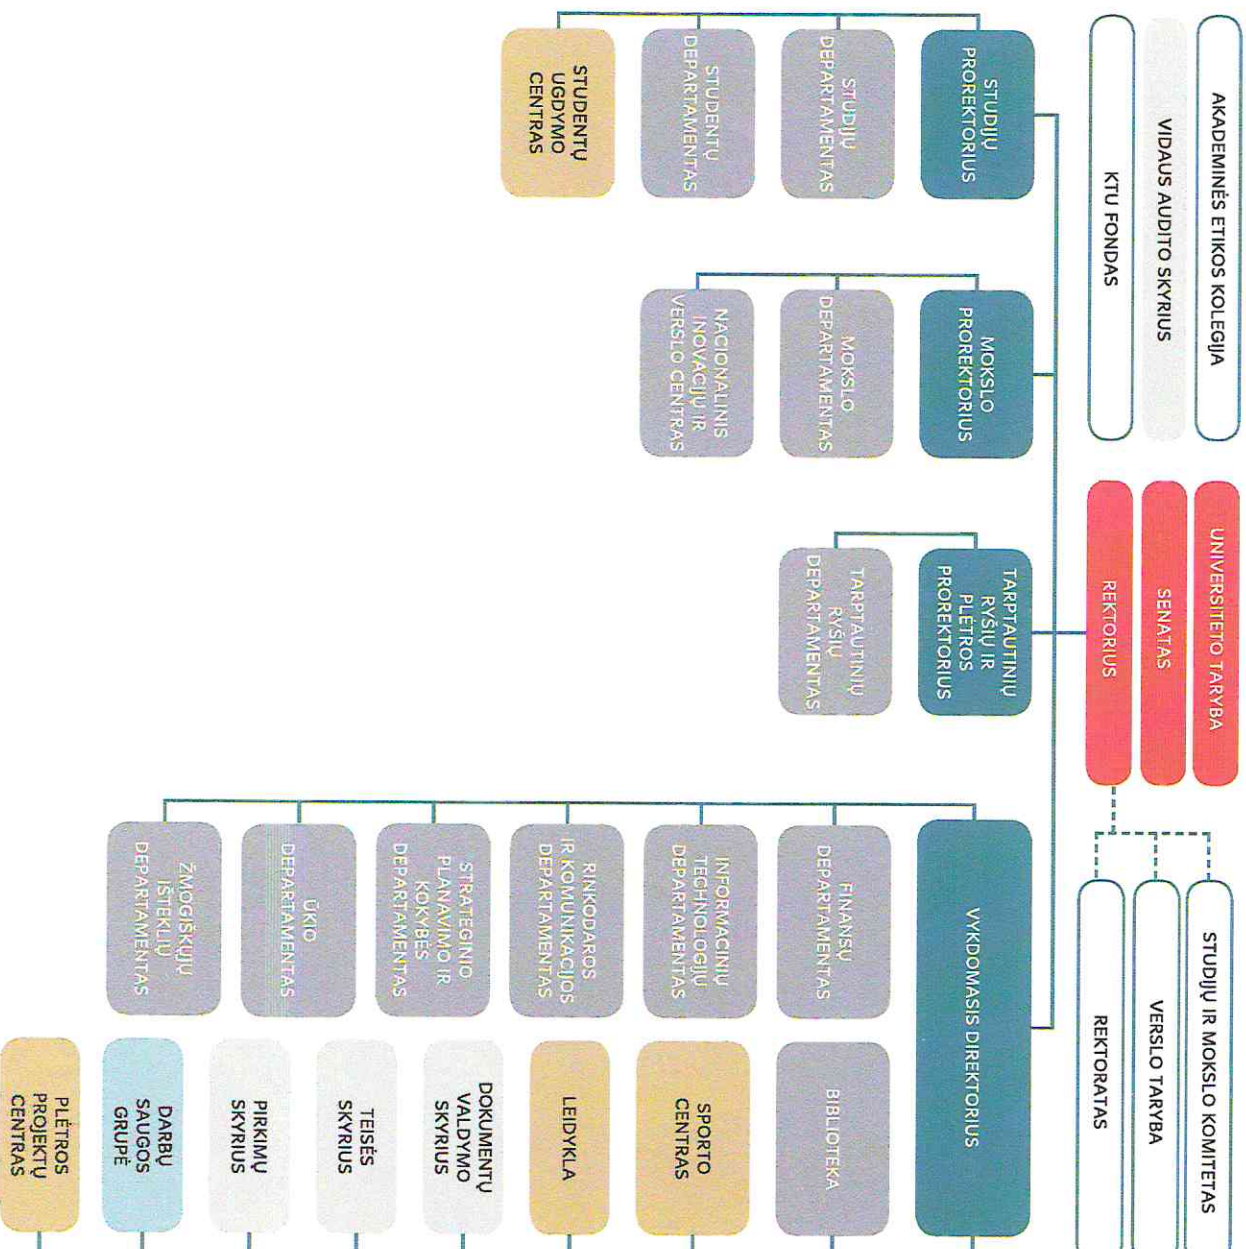 AKADEMINĖS ETIKOS KOLEGIJA
VIDAUS AUDITO SKYRIUS
KTU FONDAS
UNIVERSITETO TARYBA
SENATAS
REKTORIUS
STUDIJŲ IR MOKSLO KOMITETAS
VERSLO TARYBA
REKTORATAS
STUDIJŲ
PROREKTORIUS
STUDIJŲ
DEPARTAMENTAS
STUDENTŲ
DEPARTAMENTAS
STUDENTŲ
UGDYMO
CENTRAS
MOKSLO
PROREKTORIUS
MOKSLO
DEPARTAMENTAS
NACIONALINIS
INOVACIJŲ IR
VERSLO CENTRAS
TARPTAUTINIŲ
RYŠIŲ IR
PLĖTROS
PROREKTORIUS
TARPTAUTINIŲ
RYŠIŲ
DEPARTAMENTAS
VYKDOMASIS DIREKTORIUS
FINANSŲ
DEPARTAMENTAS
INFORMACINIŲ
TECHNOLOGIJŲ
DEPARTAMENTAS
RINKODAROS
IR KOMUNIKACIJOS
DEPARTAMENTAS
STRATEGINIO
PLANAVIMO IR
KOKYBĖS
DEPARTAMENTAS
ŪKIO
DEPARTAMENTAS
ŽMOGIŠKŲJŲ
IŠTEKLIŲ
DEPARTAMENTAS
BIBLIOTEKA
SPORTO
CENTRAS
LEIDYKLA
DOKUMENTŲ
VALDYMO
SKYRIUS
TEISĖS
SKYRIUS
PIRKIMŲ
SKYRIUS
DARBŲ
SAUGOS
GRUPĖ
PLĖTROS
PROJEKTŲ
CENTRAS